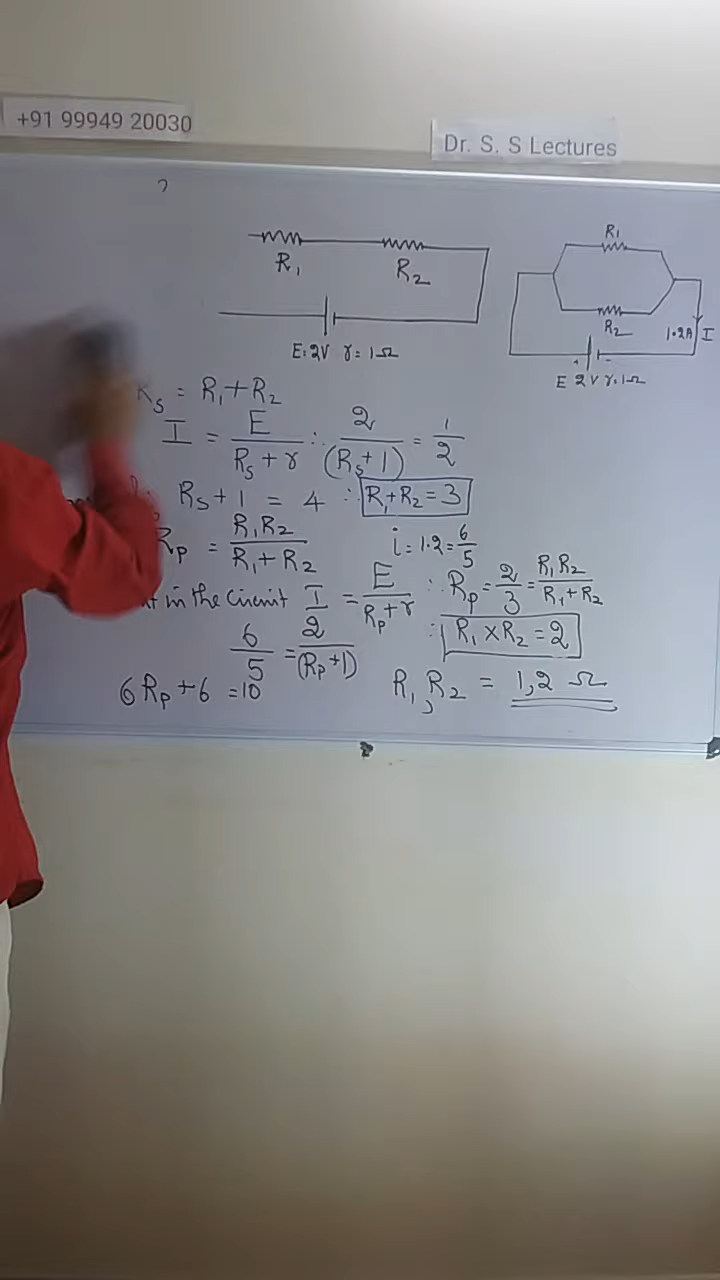 +91 99949 20030
Dr. S. S Lectures
R1 R2
E=2V r=1Ω
R1
R2
1.2A I
+ -
E 2V r=1Ω
Rs = R1+R2
I = E/(Rs+r) ∴ 2/(Rs+1) = 1/2
Rs+1 = 4 ∴ R1+R2=3
Rp = R1R2/(R1+R2) i=1.2=6/5
in the circuit I = E/(Rp+r) ∴ Rp=2/3=R1R2/(R1+R2)
6/5 = 2/(Rp+1) ∴ R1×R2=2
6Rp+6=10 R1,R2 = 1,2 Ω